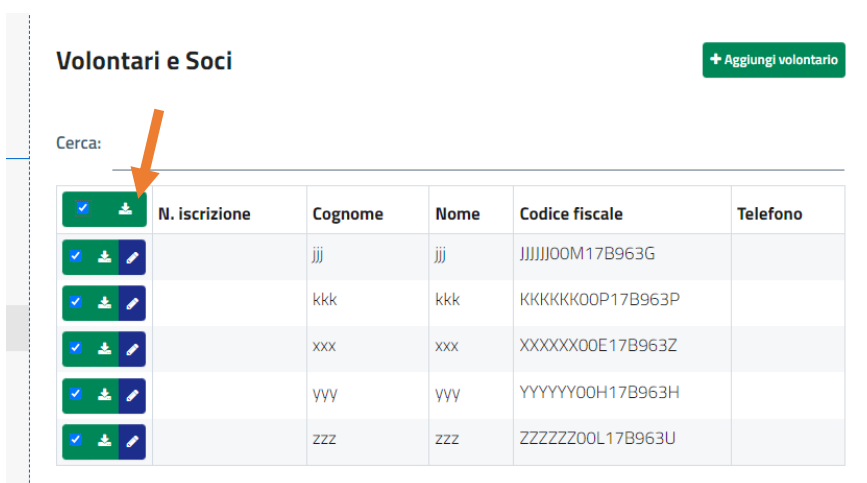 Volontari e Soci
+ Aggiungi volontario
Cerca:
N. iscrizione Cognome Nome Codice fiscale Telefono
jjj jjj JJJJJJ00M17B963G
kkk kkk KKKKKK00P17B963P
xxx xxx XXXXXX00E17B963Z
yyy yyy YYYYYY00H17B963H
zzz zzz ZZZZZZ00L17B963U